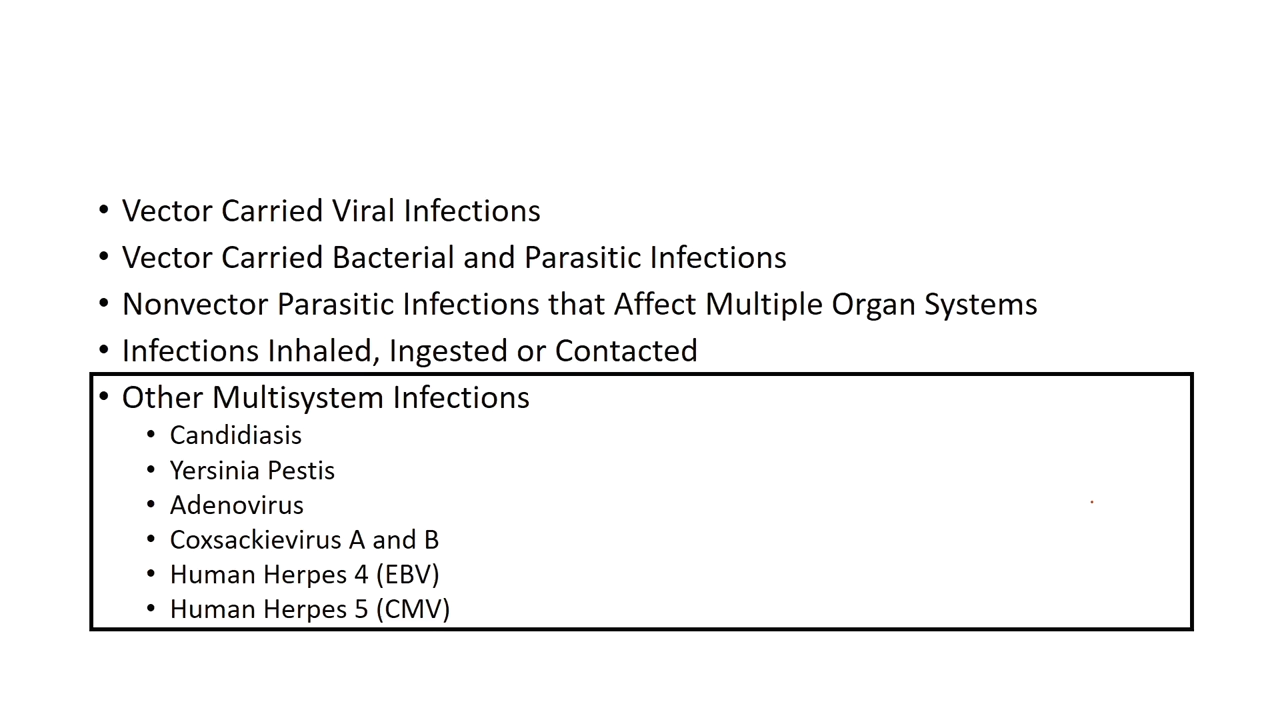 • Vector Carried Viral Infections
• Vector Carried Bacterial and Parasitic Infections
• Nonvector Parasitic Infections that Affect Multiple Organ Systems
• Infections Inhaled, Ingested or Contacted
• Other Multisystem Infections
• Candidiasis
• Yersinia Pestis
• Adenovirus
• Coxsackievirus A and B
• Human Herpes 4 (EBV)
• Human Herpes 5 (CMV)